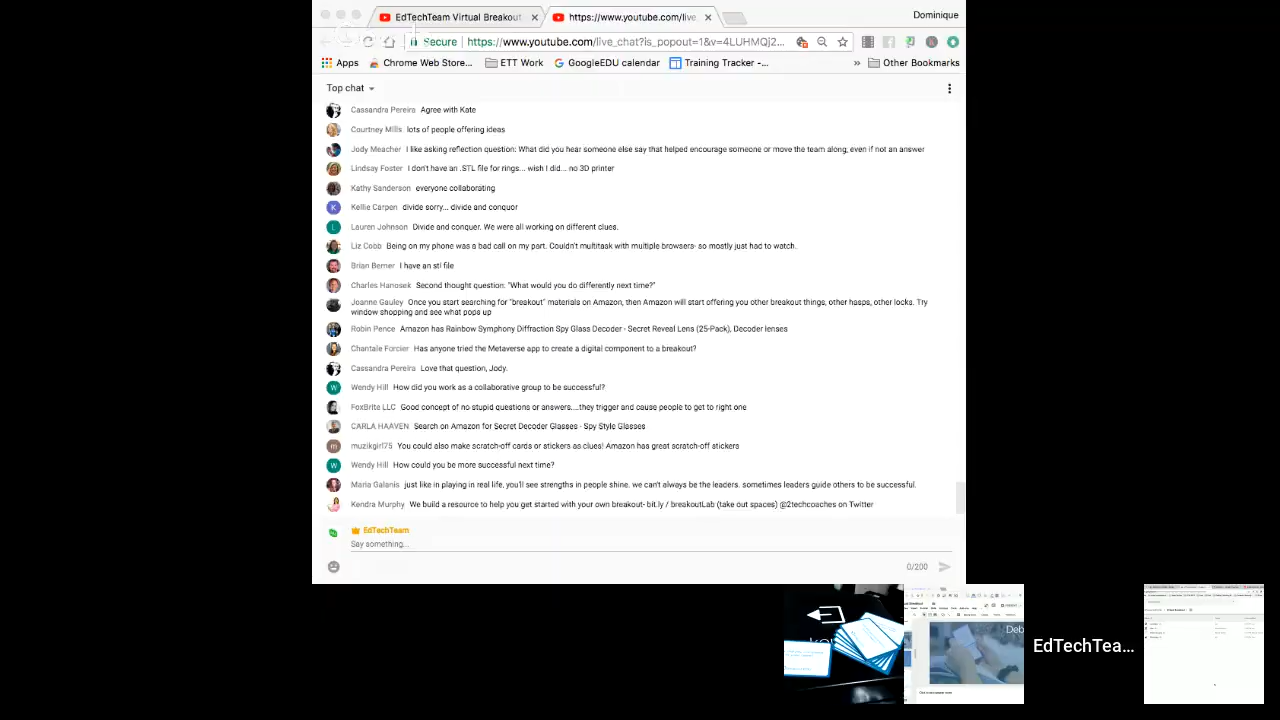 EdTechTeam Virtual Breakout
https://www.youtube.com/live
Dominique
Secure
https://www.youtube.com/live_chat?is_popout=1&v=4LUHMQj2...
Apps
Chrome Web Store...
ETT Work
GoogleEDU calendar
Training Tracker -...
»
Other Bookmarks
Top chat
Cassandra Pereira Agree with Kate
Courtney Mills lots of people offering ideas
Jody Meacher I like asking reflection question: What did you hear someone else say that helped encourage someone or move the team along, even if not an answer
Lindsay Foster I don't have an .STL file for rings... wish I did... no 3D printer
Kathy Sanderson everyone collaborating
K Kellie Carpen divide sorry... divide and conquor
L Lauren Johnson Divide and conquer. We were all working on different clues.
Liz Cobb Being on my phone was a bad call on my part. Couldn't multitaak with multiple browsers- so mostly just had to watch.
Brian Berner I have an stl file
Charles Hanosek Second thought question: "What would you do differently next time?"
Joanne Gauley Once you start searching for "breakout" materials on Amazon, then Amazon will start offering you other breakout things, other hasps, other locks. Try
window shopping and see what pops up
Robin Pence Amazon has Rainbow Symphony Diffraction Spy Glass Decoder - Secret Reveal Lens (25-Pack), Decoder lenses
Chantale Forcier Has anyone tried the Metaverse app to create a digital component to a breakout?
Cassandra Pereira Love that question, Jody.
W Wendy Hill How did you work as a collaborative group to be successful?
FoxBrite LLC Good concept of no stupid questions or answers....they trigger and cause people to get to right one
CARLA HAAVEN Search on Amazon for Secret Decoder Glasses - Spy Style Glasses
m muzikgirl75 You could also make scratch-off cards or stickers as clues! Amazon has great scratch-off stickers
W Wendy Hill How could you be more successful next time?
Maria Galanis just like in playing in real life, you'll see strengths in people shine. we can't always be the leaders. sometimes leaders guide others to be successful.
Kendra Murphy We build a resource to help you get started with your own breakout- bit.ly / breakoutLab (take out spaces) @2techcoaches on Twitter
EdTechTeam
Say something...
0/200
Deb
EdTechTea...